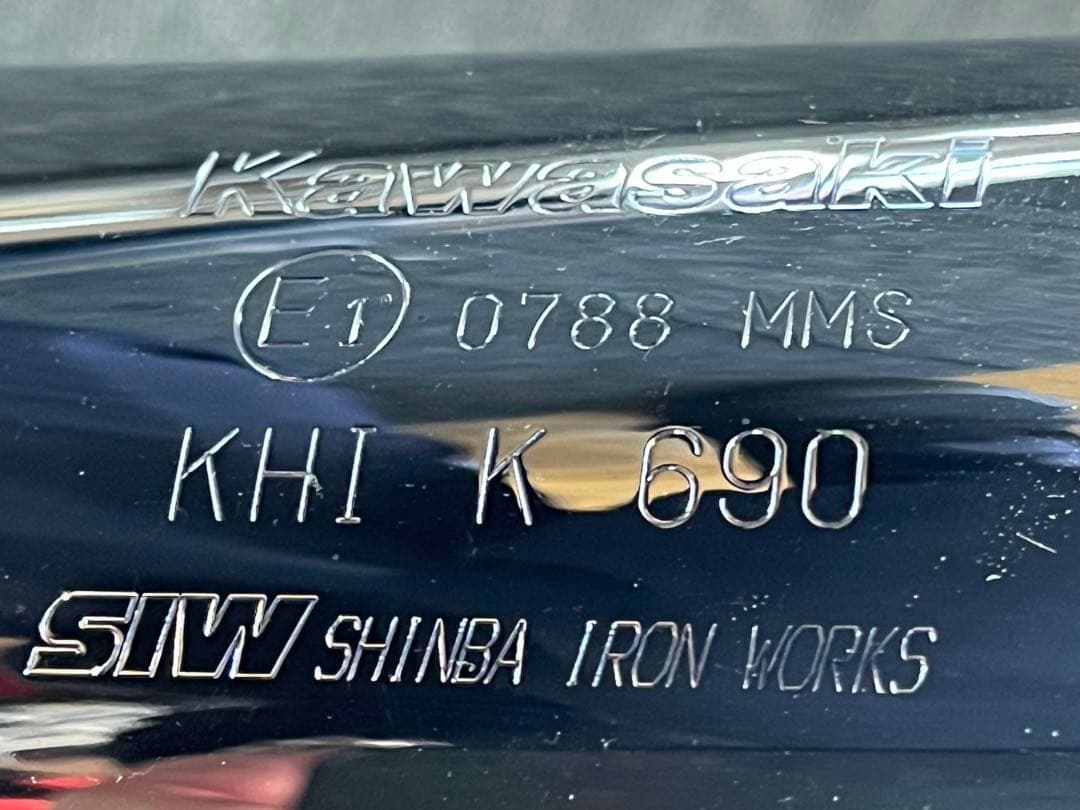 Kawasaki
E1 0788 MMS
KHI K 690
SIW SHINBA IRON WORKS